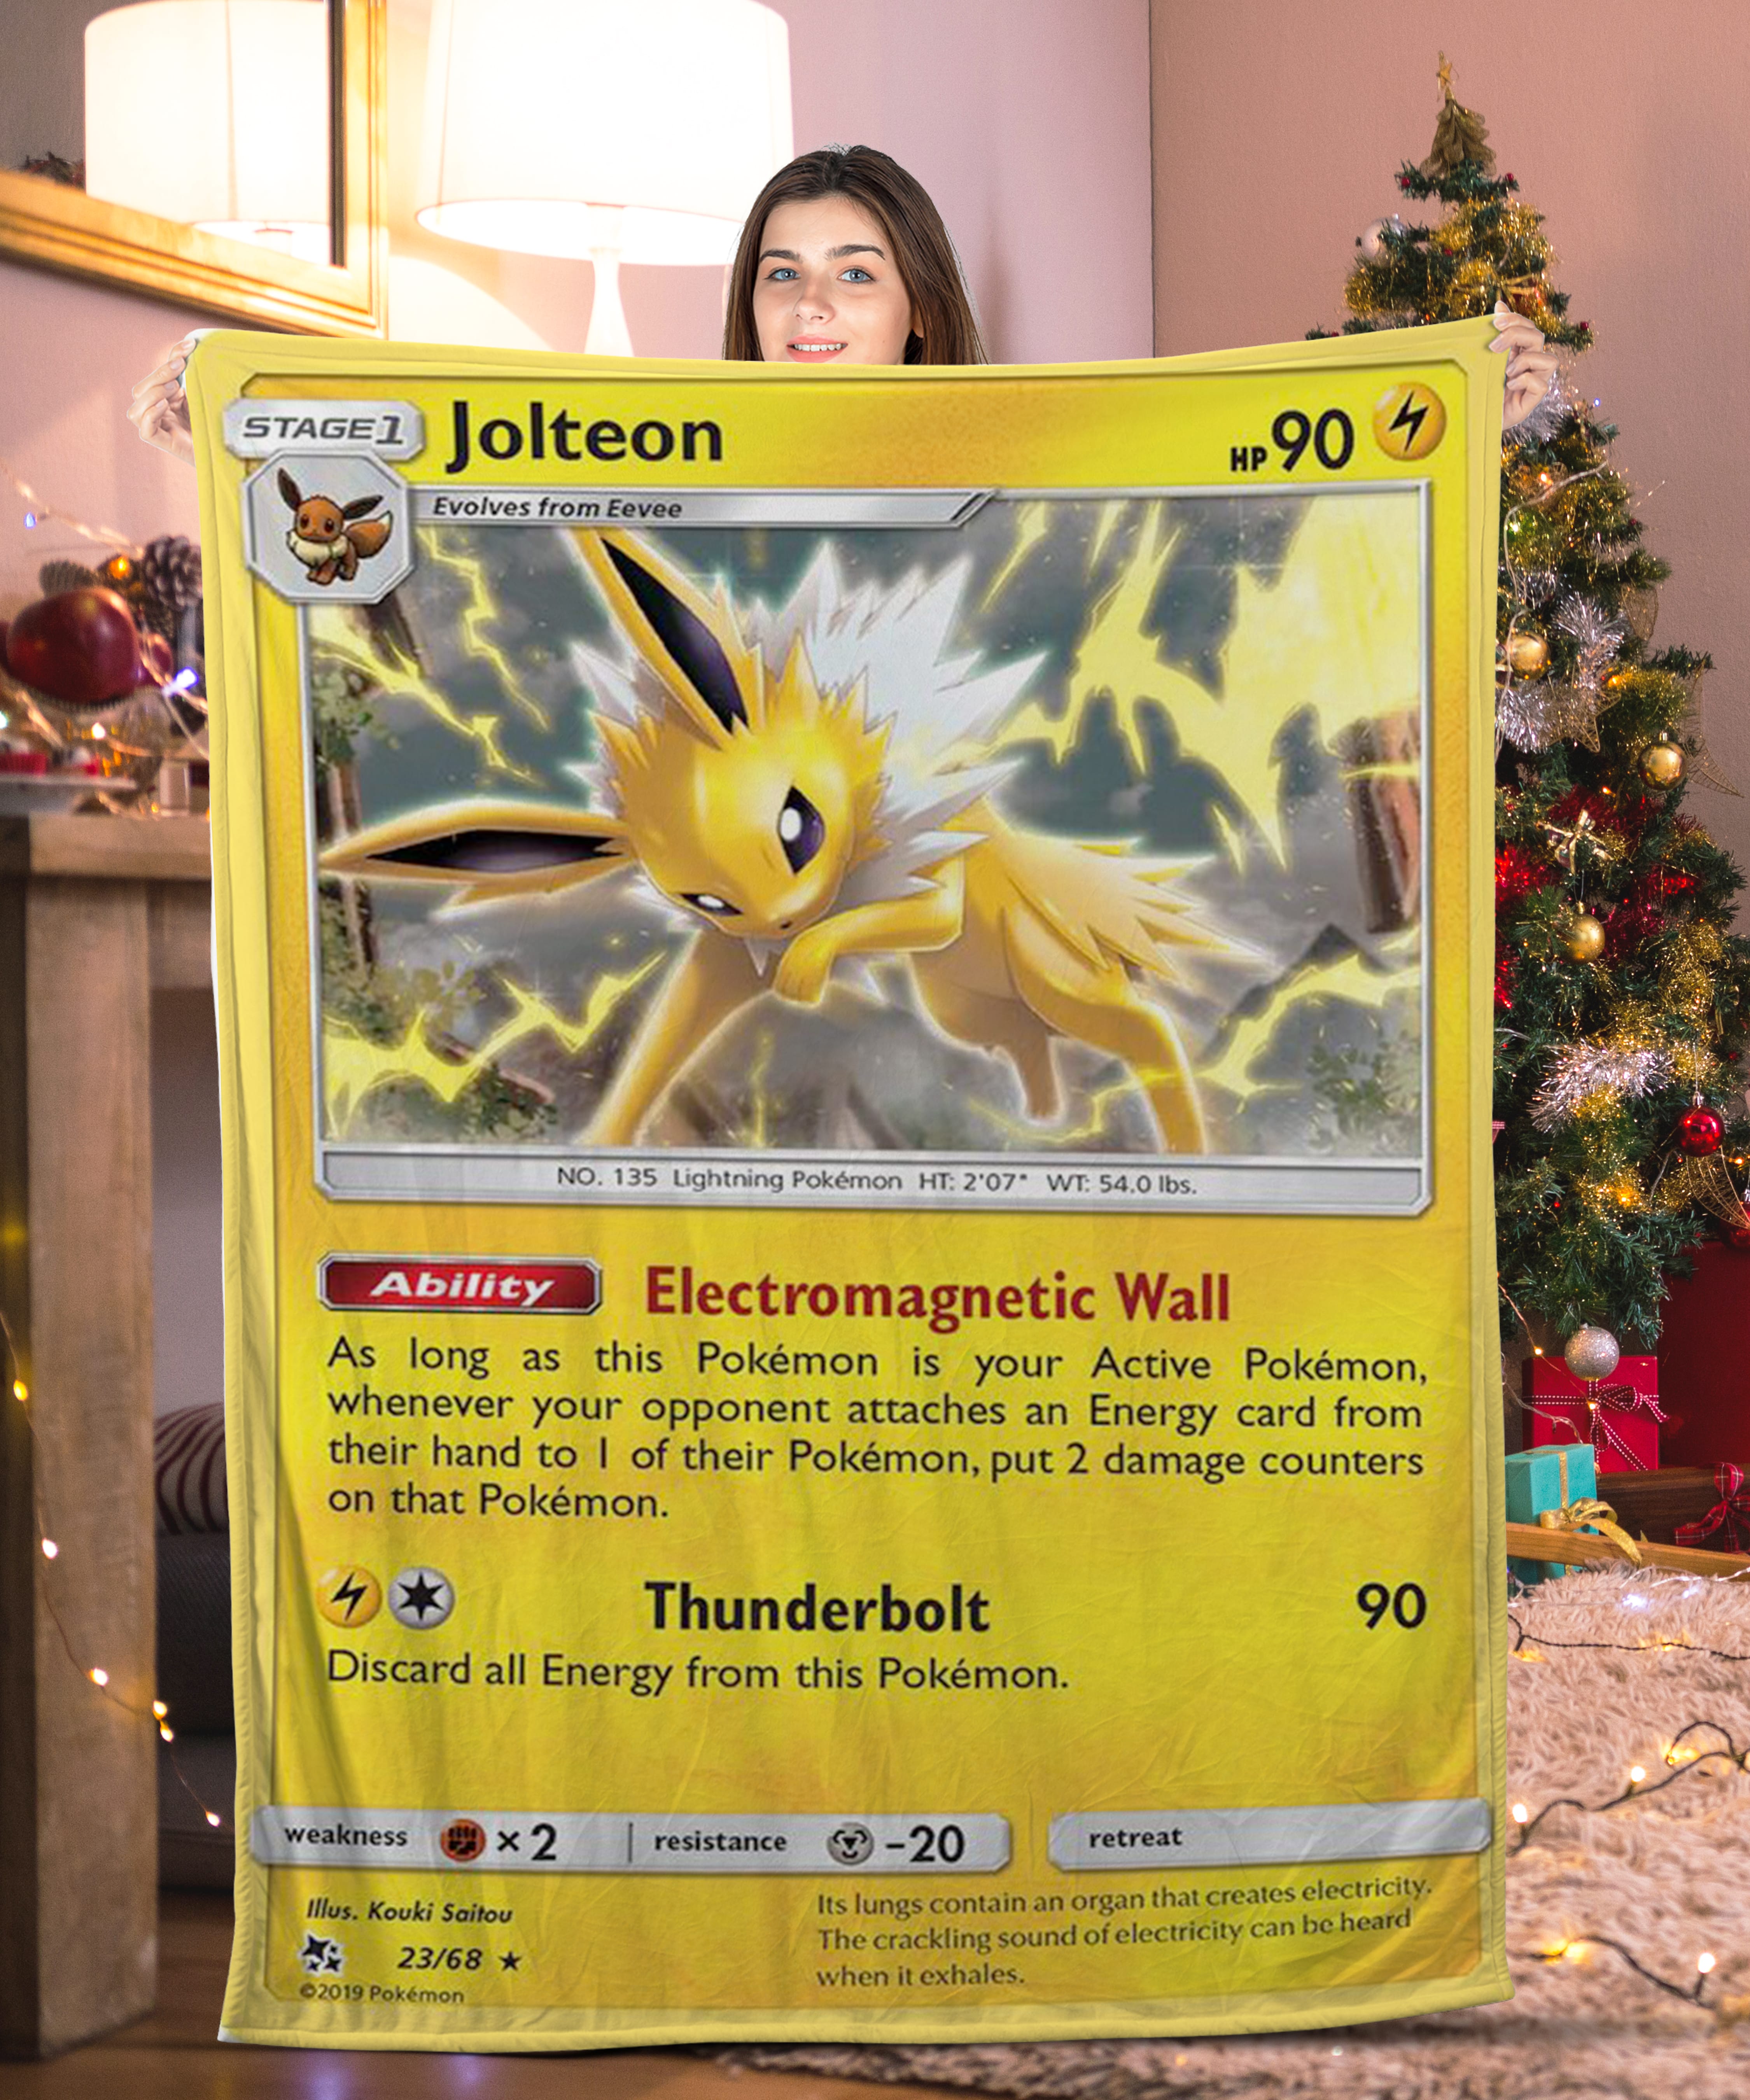 STAGE1 Jolteon HP 90
Evolves from Eevee
NO. 135 Lightning Pokémon HT: 2'07" WT: 54.0 lbs.
Ability Electromagnetic Wall
As long as this Pokémon is your Active Pokémon,
whenever your opponent attaches an Energy card from
their hand to 1 of their Pokémon, put 2 damage counters
on that Pokémon.
Thunderbolt 90
Discard all Energy from this Pokémon.
weakness × 2 resistance -20 retreat
Illus. Kouki Saitou
23/68 ★
©2019 Pokémon
Its lungs contain an organ that creates electricity.
The crackling sound of electricity can be heard
when it exhales.